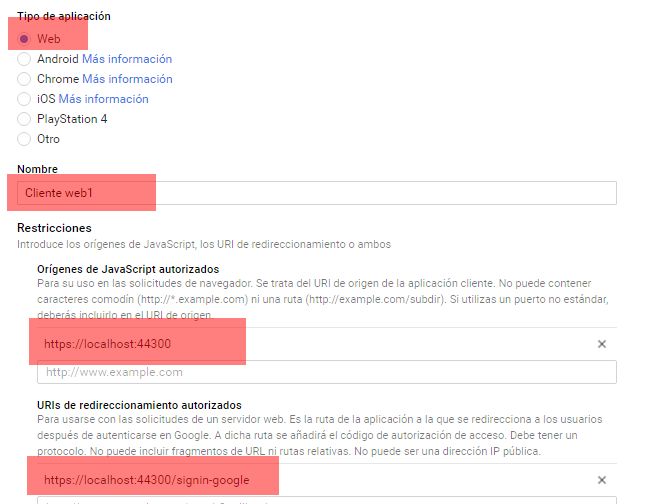 Tipo de aplicación
Web
Android Más información
Chrome Más información
iOS Más información
PlayStation 4
Otro
Nombre
Cliente web1
Restricciones
Introduce los orígenes de JavaScript, los URI de redireccionamiento o ambos
Orígenes de JavaScript autorizados
Para su uso en las solicitudes de navegador. Se trata del URI de origen de la aplicación cliente. No puede contener
caracteres comodín (http://*.example.com) ni una ruta (http://example.com/subdir). Si utilizas un puerto no estándar,
deberás incluirlo en el URI de origen.
https://localhost:44300
http://www.example.com
URIs de redireccionamiento autorizados
Para usarse con las solicitudes de un servidor web. Es la ruta de la aplicación a la que se redirecciona a los usuarios
después de autenticarse en Google. A dicha ruta se añadirá el código de autorización de acceso. Debe tener un
protocolo. No puede incluir fragmentos de URL ni rutas relativas. No puede ser una dirección IP pública.
https://localhost:44300/signin-google